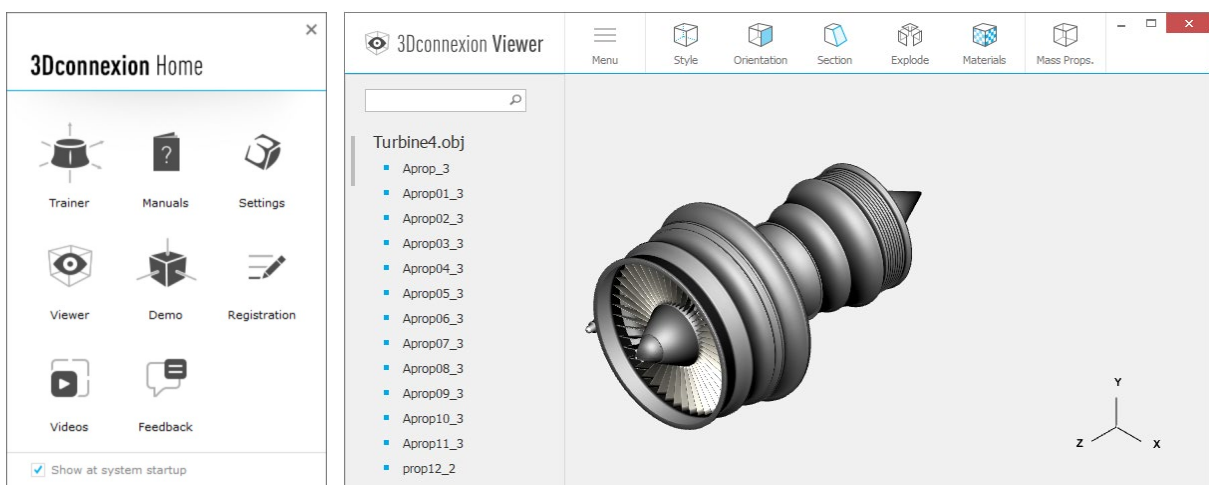 3Dconnexion Home
Trainer
Manuals
Settings
Viewer
Demo
Registration
Videos
Feedback
Show at system startup
3Dconnexion Viewer
Menu
Style
Orientation
Section
Explode
Materials
Mass Props.
Turbine4.obj
Aprop_3
Aprop01_3
Aprop02_3
Aprop03_3
Aprop04_3
Aprop05_3
Aprop06_3
Aprop07_3
Aprop08_3
Aprop09_3
Aprop10_3
Aprop11_3
prop12_2
Y
Z
X